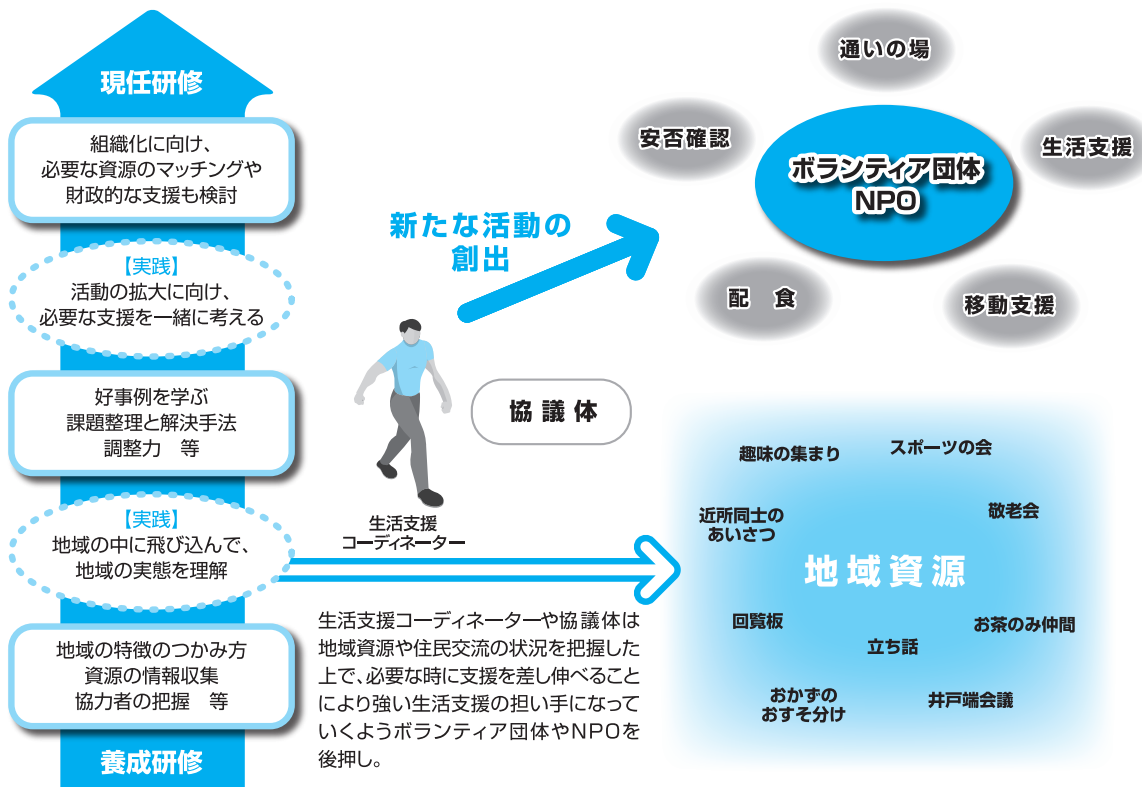 現任研修
組織化に向け、
必要な資源のマッチングや
財政的な支援も検討
【実践】
活動の拡大に向け、
必要な支援を一緒に考える
好事例を学ぶ
課題整理と解決手法
調整力　等
【実践】
地域の中に飛び込んで、
地域の実態を理解
地域の特徴のつかみ方
資源の情報収集
協力者の把握　等
養成研修
新たな活動の
創出
通いの場
安否確認
生活支援
ボランティア団体
NPO
配　食
移動支援
協議体
生活支援
コーディネーター
生活支援コーディネーターや協議体は
地域資源や住民交流の状況を把握した
上で、必要な時に支援を差し伸べること
により強い生活支援の担い手になって
いくようボランティア団体やNPOを
後押し。
趣味の集まり
スポーツの会
近所同士の
あいさつ
敬老会
地域資源
回覧板
お茶のみ仲間
立ち話
おかずの
おすそ分け
井戸端会議